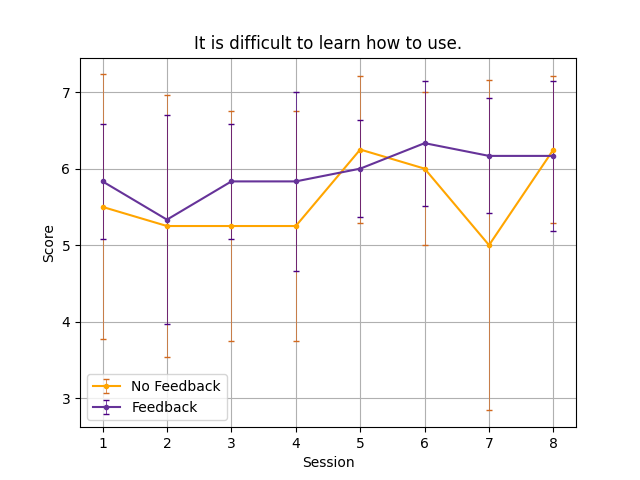 It is difficult to learn how to use.
7
6
5
4
3
Score
No Feedback
Feedback
1 2 3 4 5 6 7 8
Session